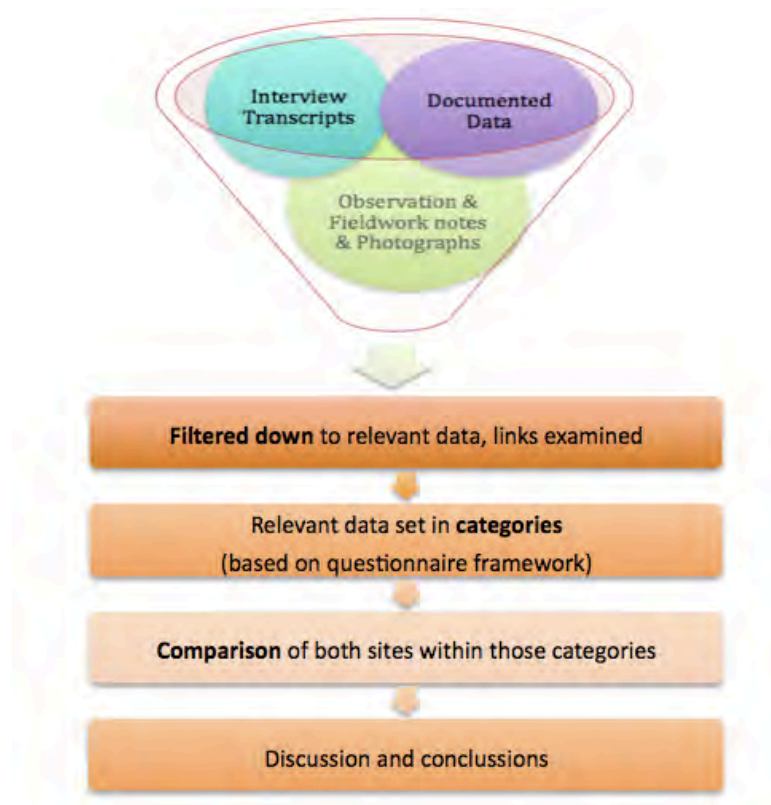 Interview
Transcripts
Documented
Data
Observation &
Fieldwork notes
& Photographs
Filtered down to relevant data, links examined
Relevant data set in categories
(based on questionnaire framework)
Comparison of both sites within those categories
Discussion and conclussions